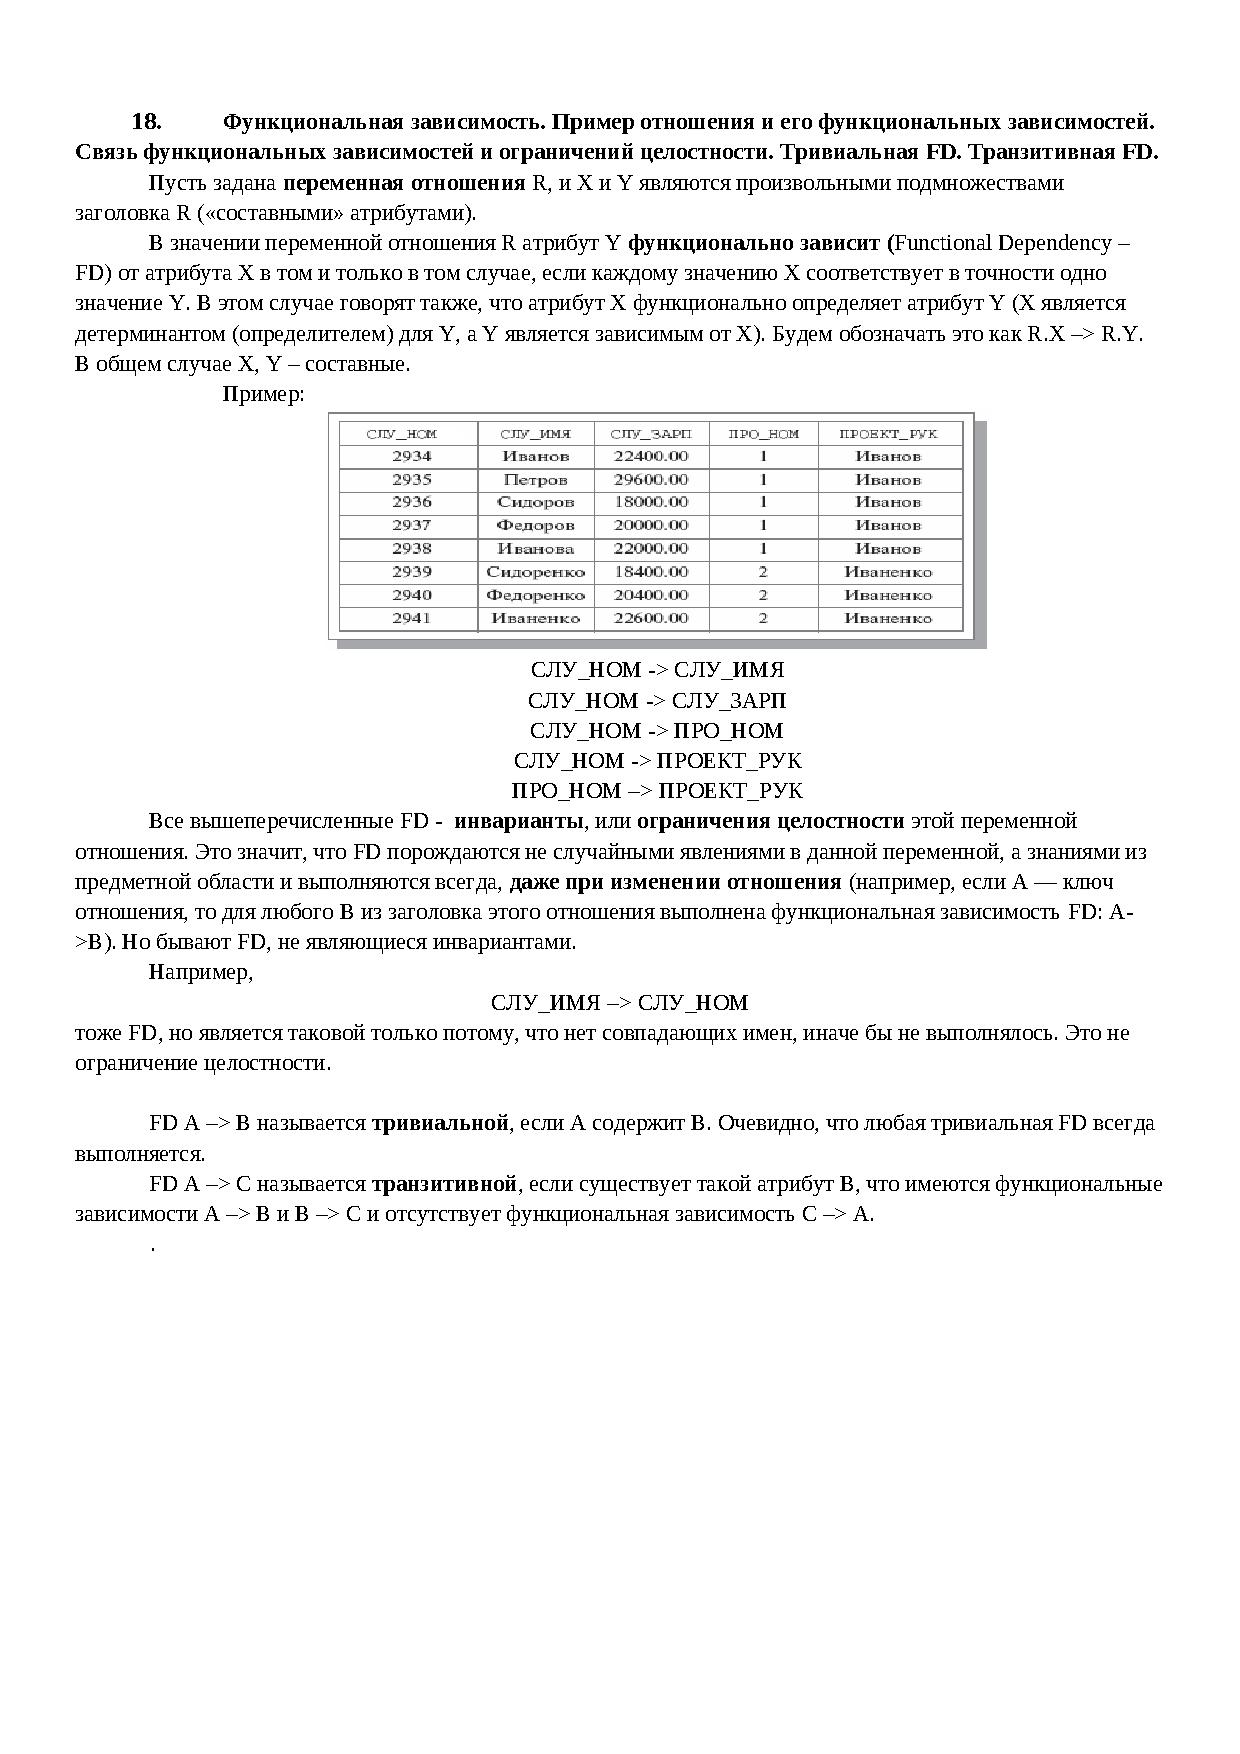 18. Функциональная зависимость. Пример отношения и его функциональных зависимостей.
Связь функциональных зависимостей и ограничений целостности. Тривиальная FD. Транзитивная FD.
Пусть задана переменная отношения R, и X и Y являются произвольными подмножествами
заголовка R («составными» атрибутами).
В значении переменной отношения R атрибут Y функционально зависит (Functional Dependency –
FD) от атрибута X в том и только в том случае, если каждому значению X соответствует в точности одно
значение Y. В этом случае говорят также, что атрибут X функционально определяет атрибут Y (X является
детерминантом (определителем) для Y, а Y является зависимым от X). Будем обозначать это как R.X –> R.Y.
В общем случае X, Y – составные.
Пример:
СЛУ_НОМ СЛУ_ИМЯ СЛУ_ЗАРП ПРО_НОМ ПРОЕКТ_РУК
2934 Иванов 22400.00 1 Иванов
2935 Петров 29600.00 1 Иванов
2936 Сидоров 18000.00 1 Иванов
2937 Федоров 20000.00 1 Иванов
2938 Иванова 22000.00 1 Иванов
2939 Сидоренко 18400.00 2 Иваненко
2940 Федоренко 20400.00 2 Иваненко
2941 Иваненко 22600.00 2 Иваненко
СЛУ_НОМ -> СЛУ_ИМЯ
СЛУ_НОМ -> СЛУ_ЗАРП
СЛУ_НОМ -> ПРО_НОМ
СЛУ_НОМ -> ПРОЕКТ_РУК
ПРО_НОМ –> ПРОЕКТ_РУК
Все вышеперечисленные FD - инварианты, или ограничения целостности этой переменной
отношения. Это значит, что FD порождаются не случайными явлениями в данной переменной, а знаниями из
предметной области и выполняются всегда, даже при изменении отношения (например, если A — ключ
отношения, то для любого B из заголовка этого отношения выполнена функциональная зависимость FD: A-
>B). Но бывают FD, не являющиеся инвариантами.
Например,
СЛУ_ИМЯ –> СЛУ_НОМ
тоже FD, но является таковой только потому, что нет совпадающих имен, иначе бы не выполнялось. Это не
ограничение целостности.
FD A –> B называется тривиальной, если A содержит B. Очевидно, что любая тривиальная FD всегда
выполняется.
FD A –> C называется транзитивной, если существует такой атрибут B, что имеются функциональные
зависимости A –> B и B –> C и отсутствует функциональная зависимость C –> A.
.